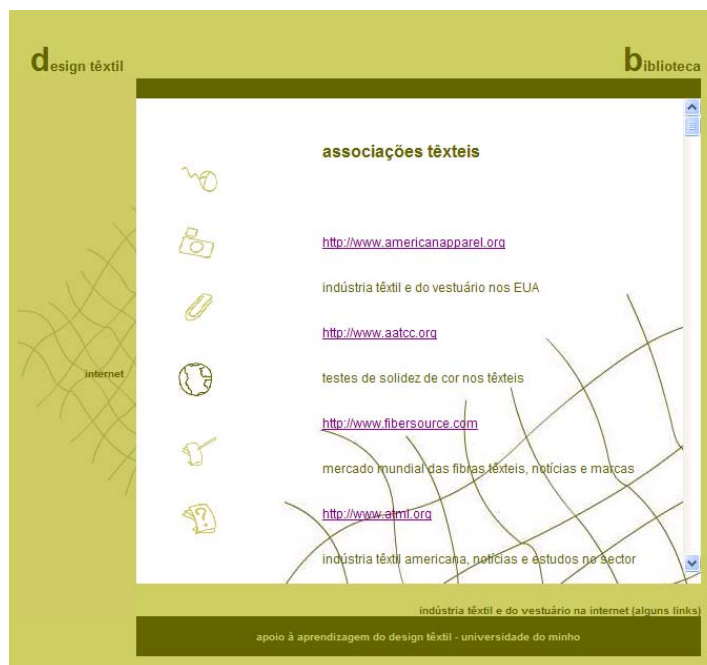 design têxtil
biblioteca
associações têxteis
http://www.americanapparel.org
indústria têxtil e do vestuário nos EUA
http://www.aatcc.org
testes de solidez de cor nos têxteis
internet
http://www.fibersource.com
mercado mundial das fibras têxteis, notícias e marcas
?
http://www.atml.org
indústria têxtil americana, notícias e estudos no sector
indústria têxtil e do vestuário na internet (alguns links)
apoio à aprendizagem do design têxtil - universidade do minho